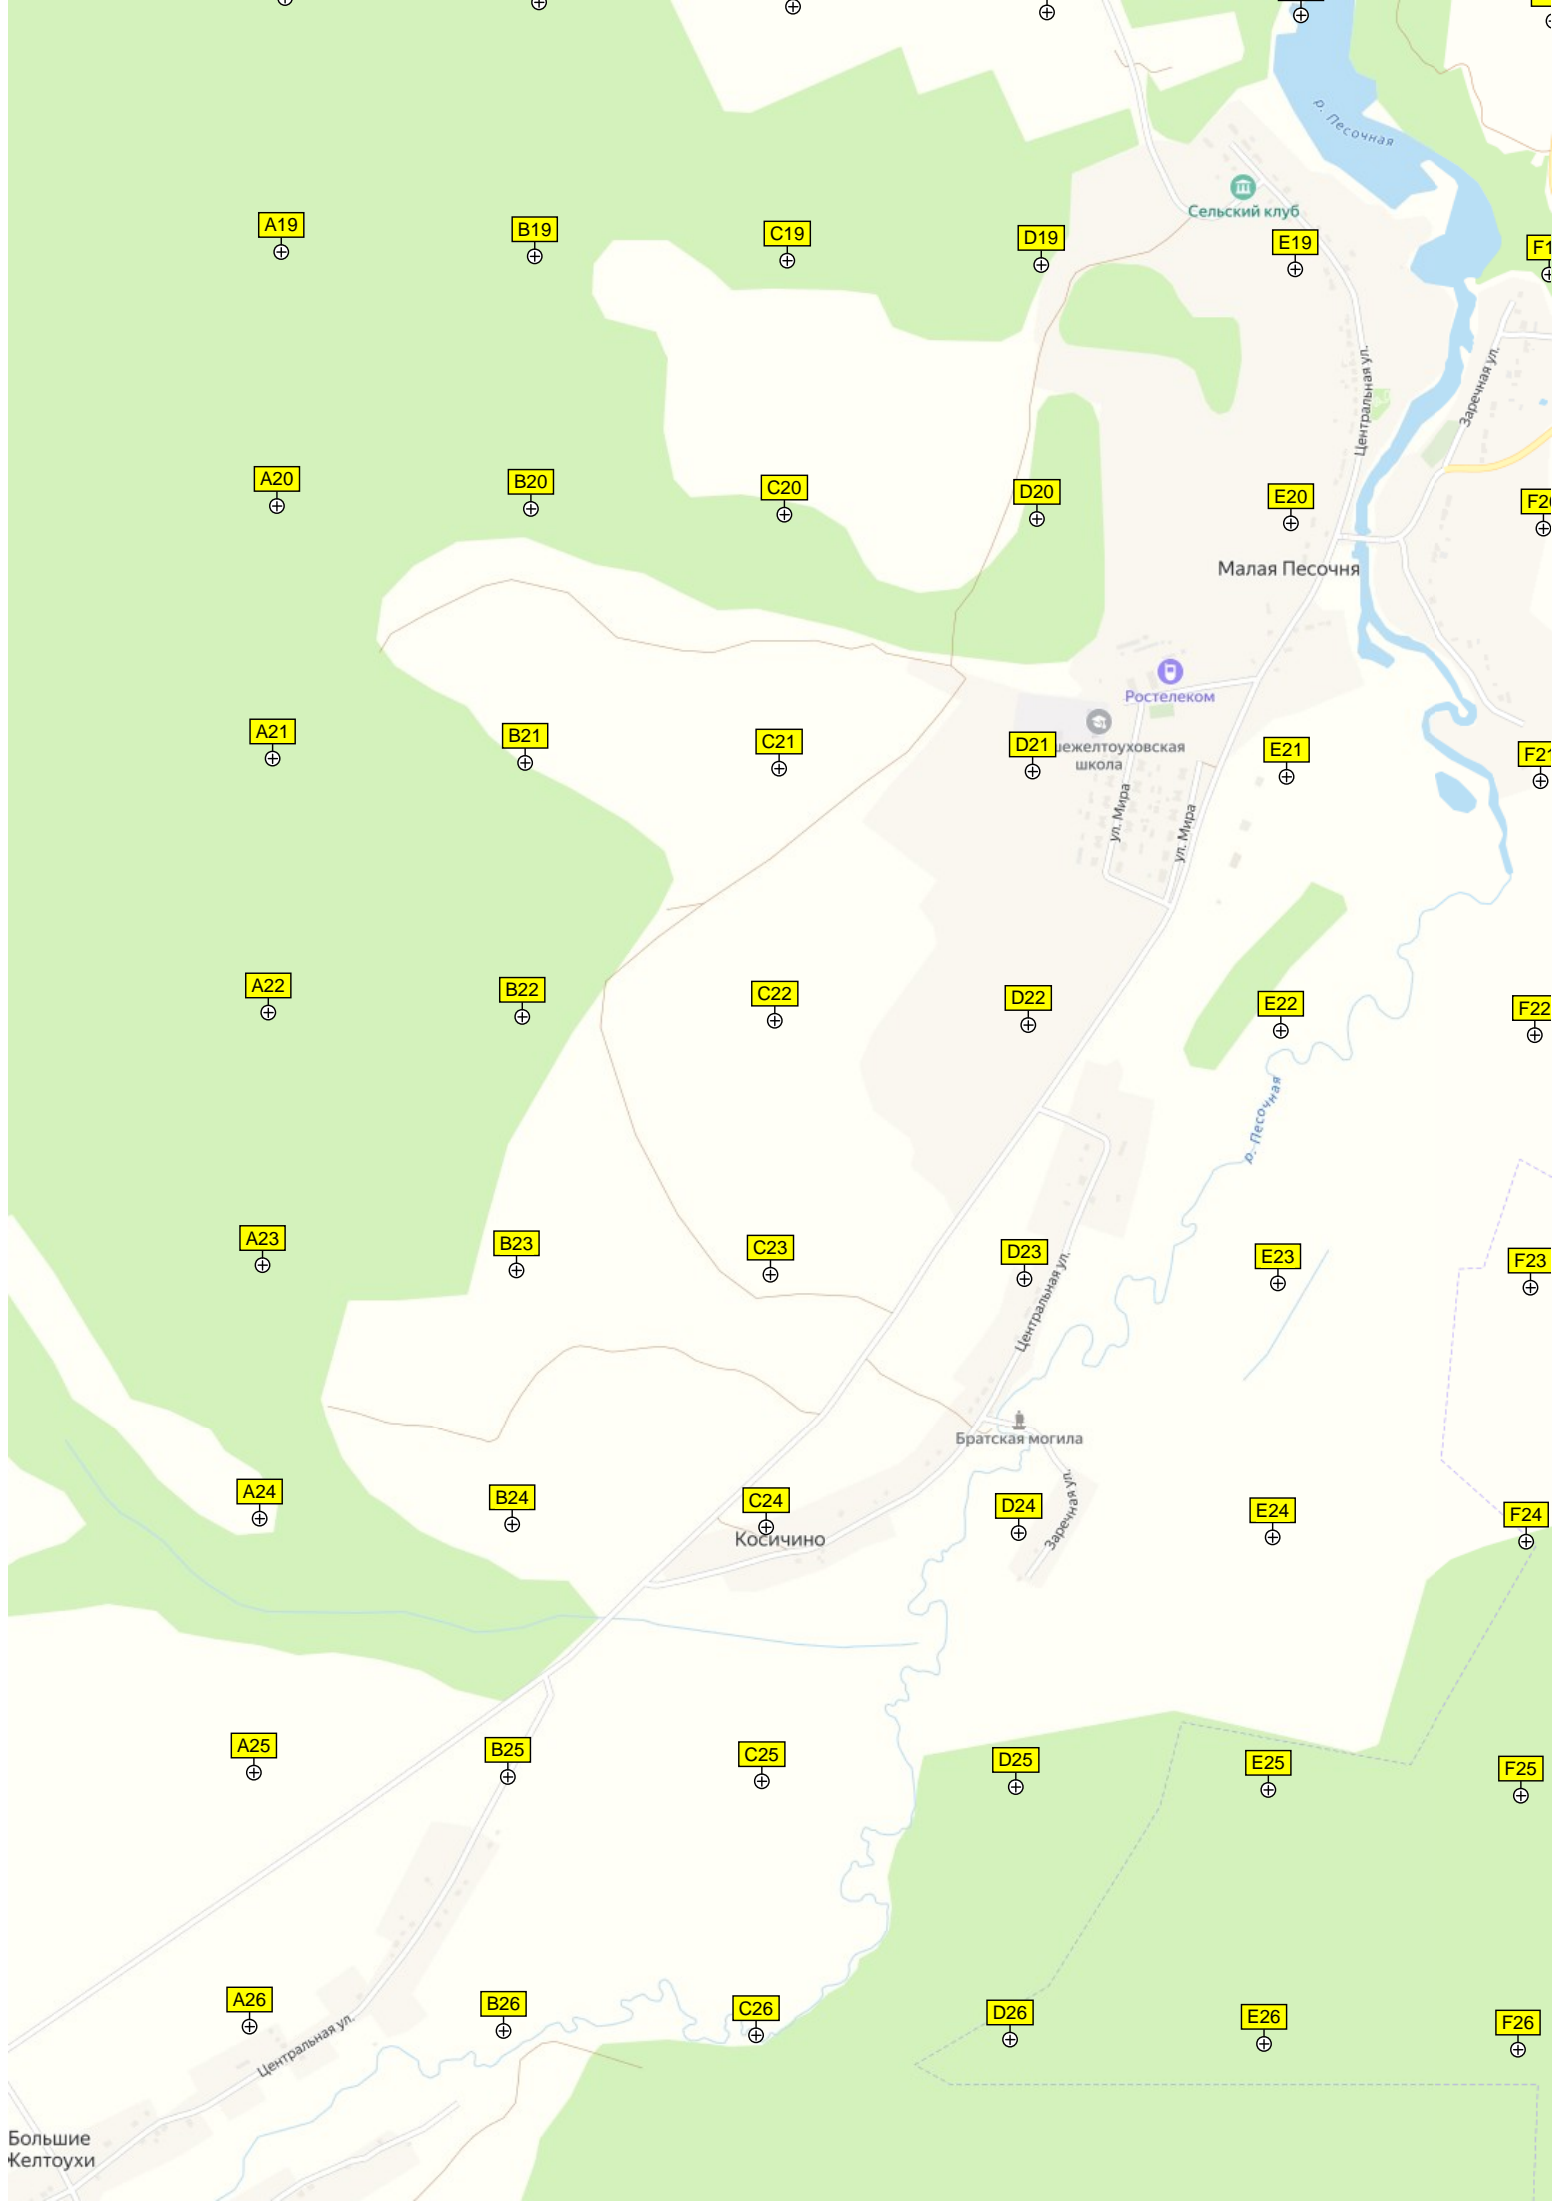 р. Песочная
Сельский клуб
A19
B19
C19
D19
E19
Центральная ул.
Заречная ул.
A20
B20
C20
D20
E20
Малая Песочня
Ростелеком
A21
B21
C21
D21
ежелтоуховская
школа
E21
F21
ул. Мира
ул. Мира
A22
B22
C22
D22
E22
F22
р. Песочная
A23
B23
C23
D23
E23
F23
Центральная ул.
Братская могила
A24
B24
C24
D24
E24
F24
Заречная ул.
Косичино
A25
B25
C25
D25
E25
F25
A26
B26
C26
D26
E26
F26
Центральная ул.
Большие
Желтоухи